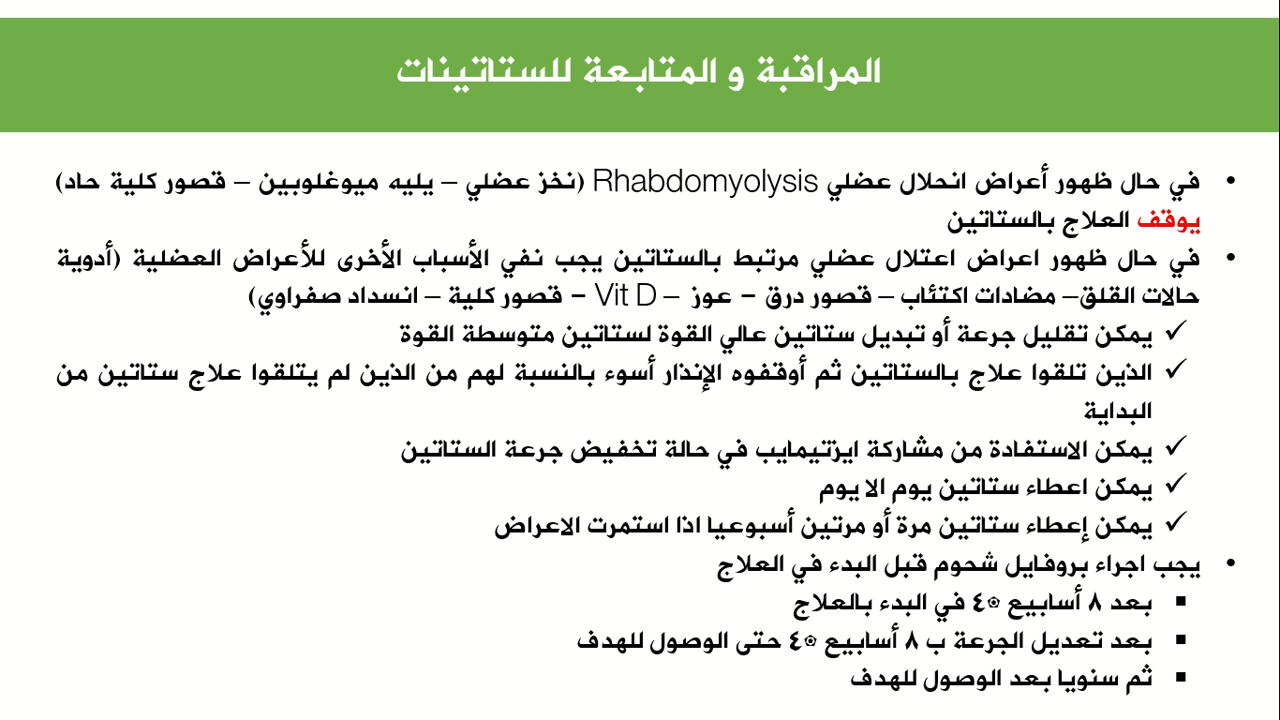 المراقبة و المتابعة للستاتينات
• في حال ظهور أعراض انحلال عضلي Rhabdomyolysis (نخز عضلي – يليه ميوغلوبين – قصور كلية حاد)
يوقف العلاج بالستاتين
• في حال ظهور اعراض اعتلال عضلي مرتبط بالستاتين يجب نفي الأسباب الأخرى للأعراض العضلية (أدوية
حالات القلق– مضادات اكتئاب – قصور درق – عوز – Vit D – قصور كلية – انسداد صفراوي)
✓ يمكن تقليل جرعة أو تبديل ستاتين عالي القوة لستاتين متوسطة القوة
✓ الذين تلقوا علاج بالستاتين ثم أوقفوه الإنذار أسوء بالنسبة لهم من الذين لم يتلقوا علاج ستاتين من
البداية
✓ يمكن الاستفادة من مشاركة ايزتيمايب في حالة تخفيض جرعة الستاتين
✓ يمكن اعطاء ستاتين يوم الا يوم
✓ يمكن إعطاء ستاتين مرة أو مرتين أسبوعيا اذا استمرت الاعراض
• يجب اجراء بروفايل شحوم قبل البدء في العلاج
▪ بعد ٨ أسابيع ٤ في البدء بالعلاج
▪ بعد تعديل الجرعة ب ٨ أسابيع ٤ حتى الوصول للهدف
▪ ثم سنويا بعد الوصول للهدف